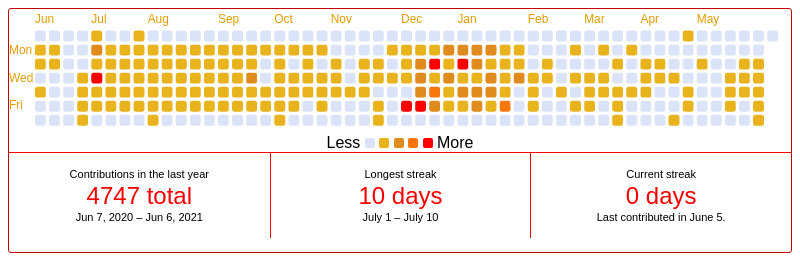 Jun Jul Aug Sep Oct Nov Dec Jan Feb Mar Apr May
Mon
Wed
Fri
Less More
Contributions in the last year
4747 total
Jun 7, 2020 – Jun 6, 2021
Longest streak
10 days
July 1 – July 10
Current streak
0 days
Last contributed in June 5.